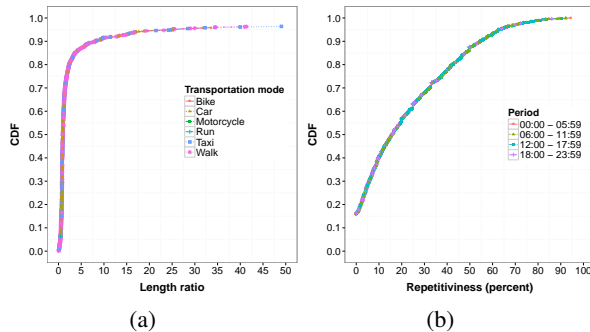 1.0
0.9
0.8
0.7
0.6
0.5
0.4
0.3
0.2
0.1
0.0
CDF
Transportation mode
Bike
Car
Motorcycle
Run
Taxi
Walk
0 5 10 15 20 25 30 35 40 45 50
Length ratio
(a)
1.0
0.9
0.8
0.7
0.6
0.5
0.4
0.3
0.2
0.1
0.0
CDF
Period
00:00 − 05:59
06:00 − 11:59
12:00 − 17:59
18:00 − 23:59
0 10 20 30 40 50 60 70 80 90 100
Repetitiviness (percent)
(b)